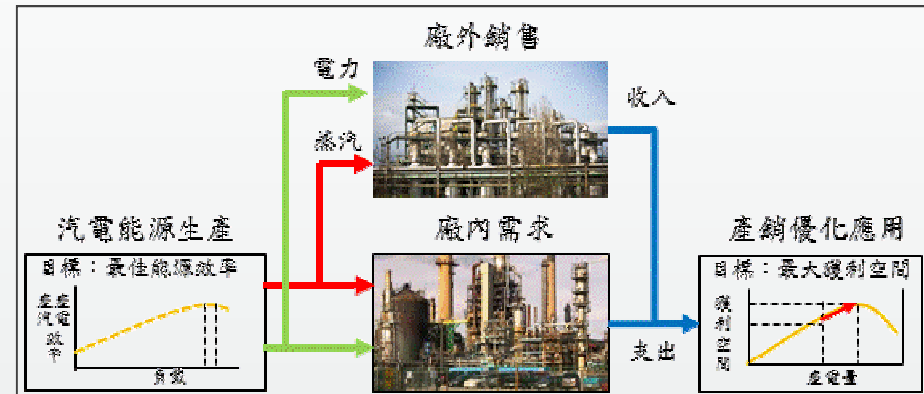 廠外銷售
電力
收入
蒸汽
汽電能源生產
廠內需求
產銷優化應用
目標：最佳能源效率
目標：最大獲利空間
產產
汽電
效率
負載
支出
獲利空間
產電量